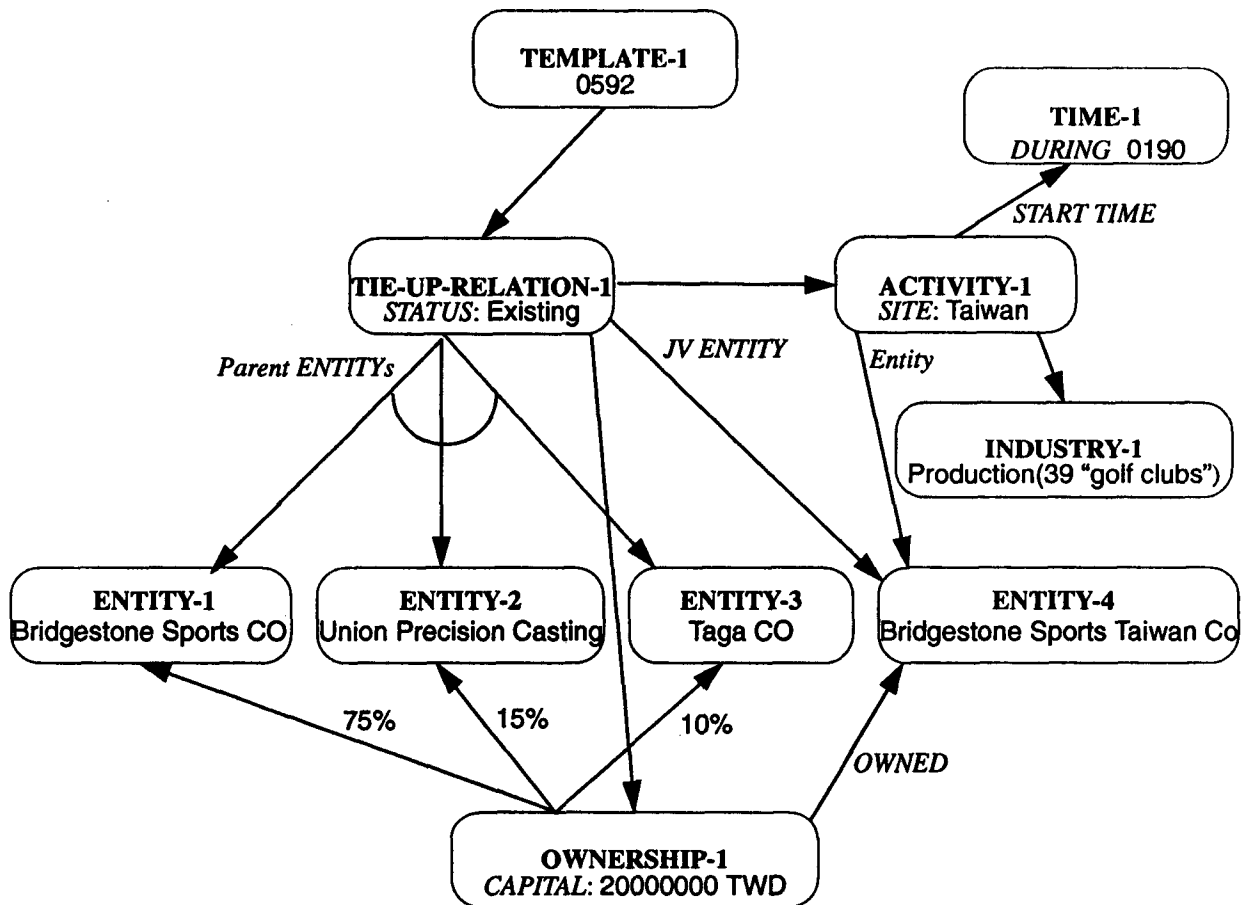 TEMPLATE-1
0592
TIME-1
DURING 0190
START TIME
TIE-UP-RELATION-1
STATUS: Existing
ACTIVITY-1
SITE: Taiwan
Parent ENTITYs
JV ENTITY
Entity
INDUSTRY-1
Production(39 “golf clubs”)
ENTITY-1
Bridgestone Sports CO
ENTITY-2
Union Precision Casting
ENTITY-3
Taga CO
ENTITY-4
Bridgestone Sports Taiwan Co
75%
15%
10%
OWNED
OWNERSHIP-1
CAPITAL: 20000000 TWD